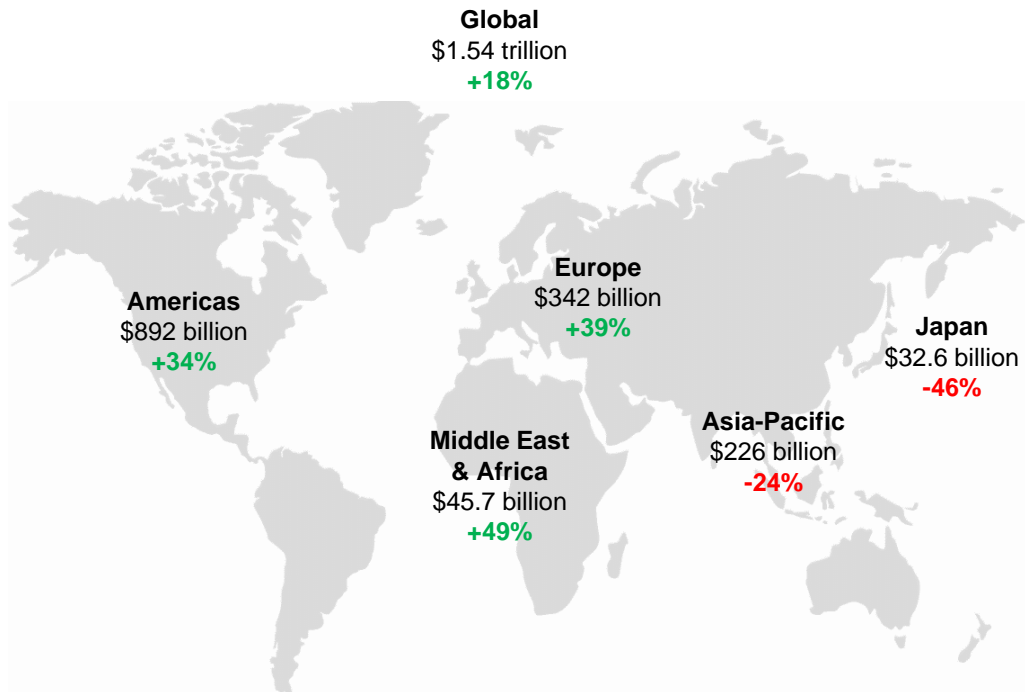 Global
$1.54 trillion
+18%
Americas
$892 billion
+34%
Europe
$342 billion
+39%
Japan
$32.6 billion
-46%
Asia-Pacific
$226 billion
-24%
Middle East
& Africa
$45.7 billion
+49%